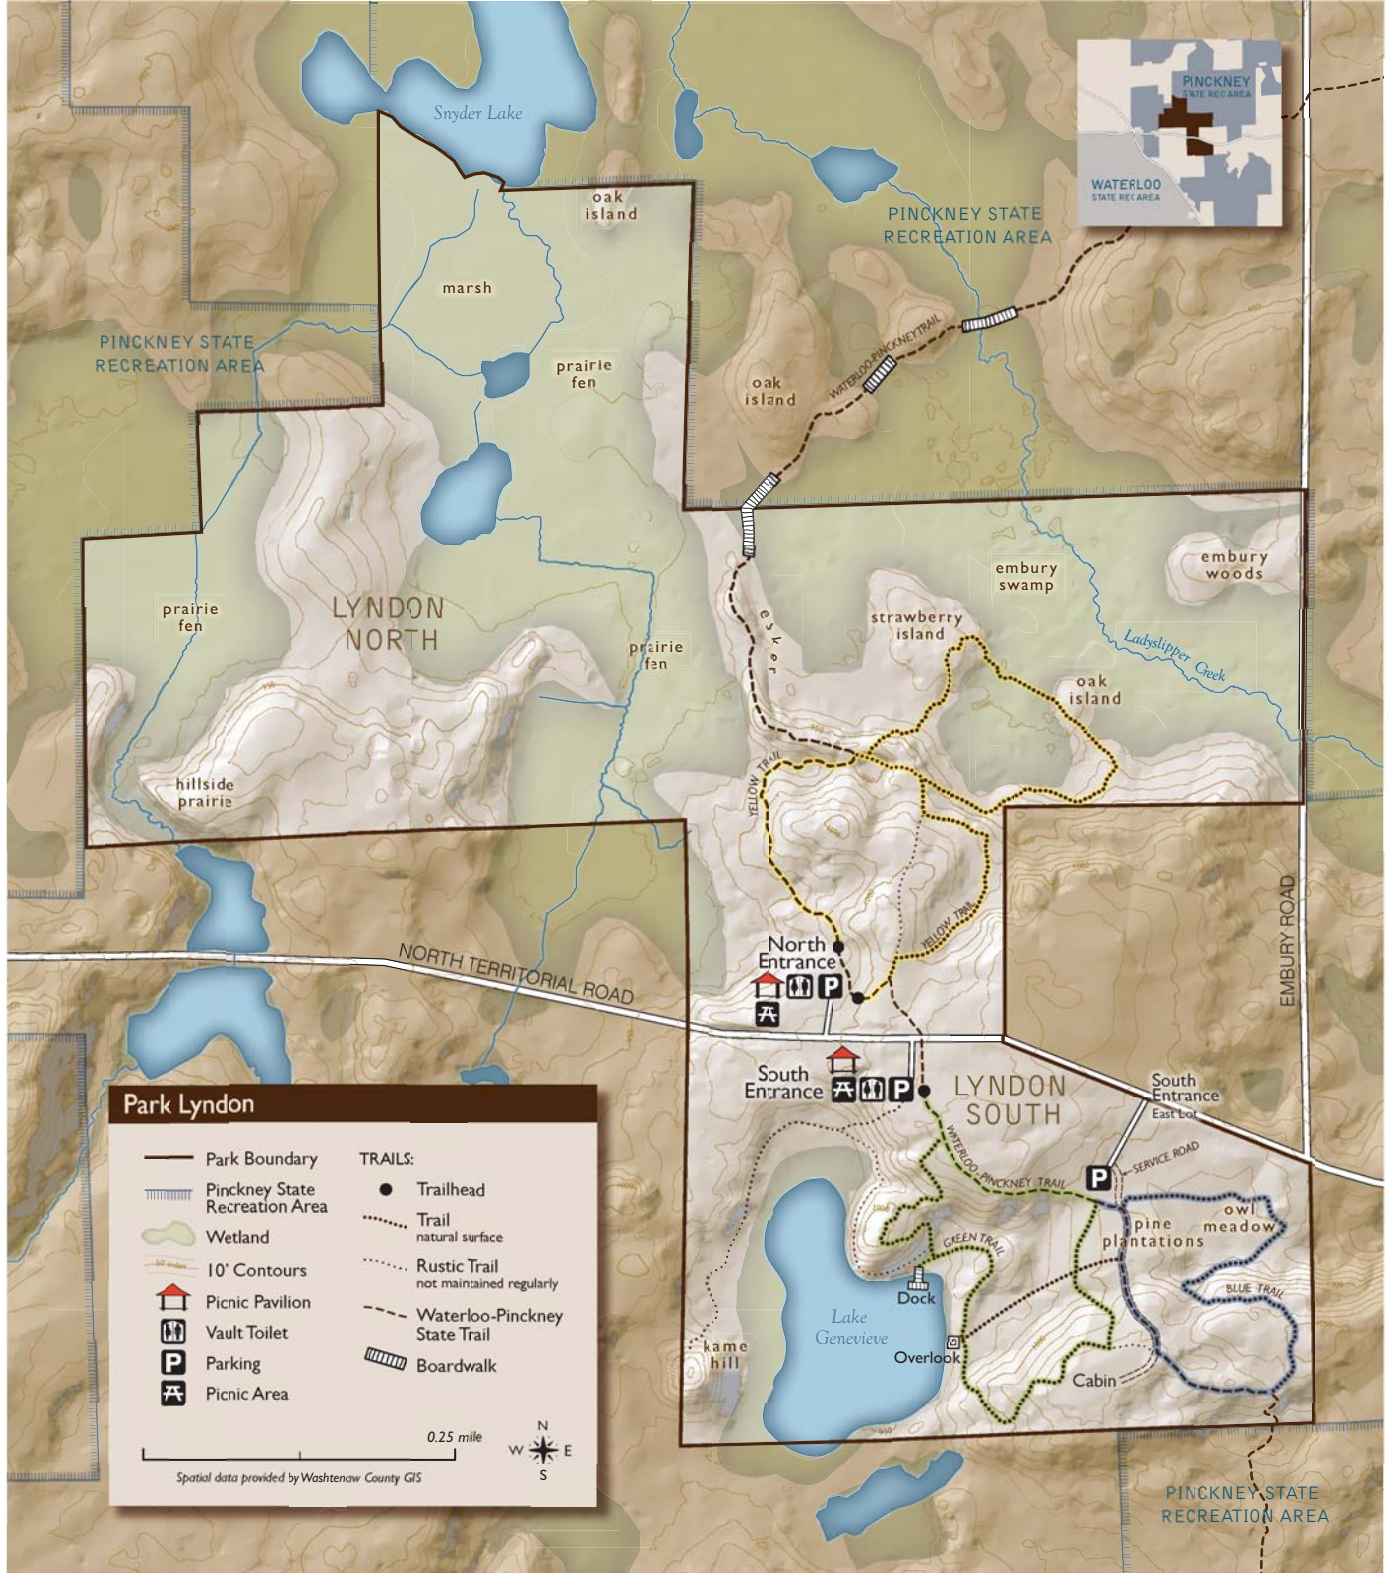 Snyder Lake
PINCKNEY
STATE REC AREA
WATERLOO
STATE REC AREA
oak
island
PINCKNEY STATE
RECREATION AREA
marsh
PINCKNEY STATE
RECREATION AREA
WATERLOO-PINCKNEY TRAIL
prairie
fen
oak
island
embury
woods
embury
swamp
prairie
fen
LYNDON
NORTH
esker
strawberry
island
Ladyslipper Creek
prairie
fen
oak
island
hillside
prairie
YELLOW TRAIL
YELLOW TRAIL
EMBURY ROAD
NORTH TERRITORIAL ROAD
North
Entrance
P
South
Entrance
P
LYNDON
SOUTH
South
Entrance
East Lot
WATERLOO-PINCKNEY TRAIL
SERVICE ROAD
P
owl
meadow
pine
plantations
GREEN TRAIL
BLUE TRAIL
Dock
Lake
Genevieve
Overlook
kame
hill
Cabin
PINCKNEY STATE
RECREATION AREA
Park Lyndon
Park Boundary
Pinckney State
Recreation Area
Wetland
10' Contours
Picnic Pavilion
Vault Toilet
P
Parking
Picnic Area
TRAILS:
Trailhead
Trail
natural surface
Rustic Trail
not maintained regularly
Waterloo-Pinckney
State Trail
Boardwalk
0.25 mile
Spatial data provided by Washtenaw County GIS
N
W E
S